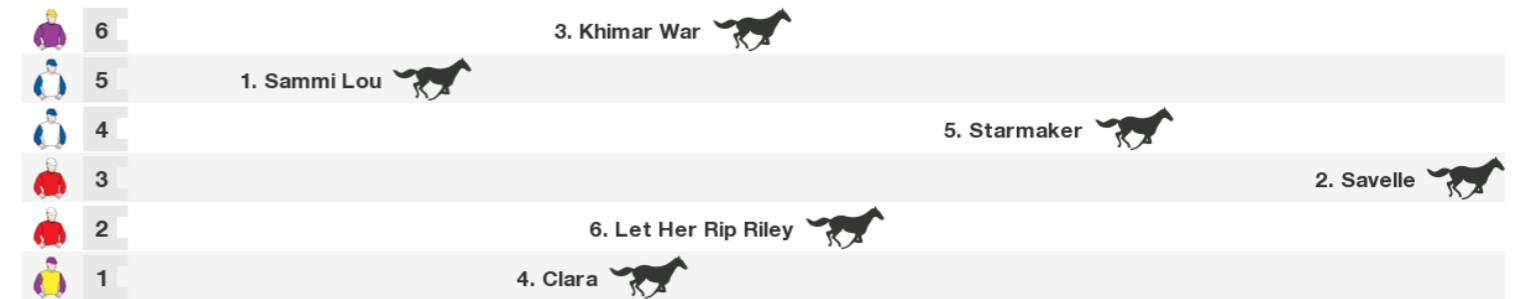 6 3. Khimar War
5 1. Sammi Lou
4 5. Starmaker
3 2. Savelle
2 6. Let Her Rip Riley
1 4. Clara